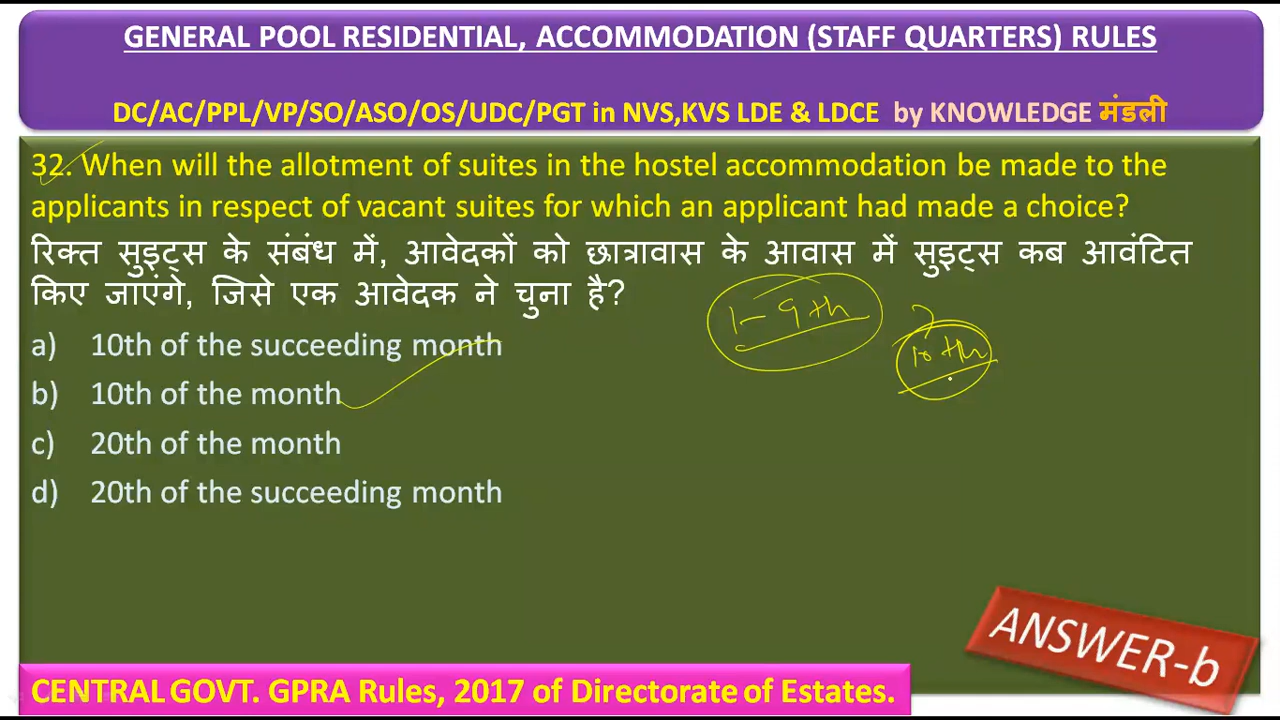 GENERAL POOL RESIDENTIAL, ACCOMMODATION (STAFF QUARTERS) RULES
DC/AC/PPL/VP/SO/ASO/OS/UDC/PGT in NVS,KVS LDE & LDCE by KNOWLEDGE मंडली
32. When will the allotment of suites in the hostel accommodation be made to the
applicants in respect of vacant suites for which an applicant had made a choice?
रिक्त सुइट्स के संबंध में, आवेदकों को छात्रावास के आवास में सुइट्स कब आवंटित
किए जाएंगे, जिसे एक आवेदक ने चुना है?
1-9th
10th
a) 10th of the succeeding month
b) 10th of the month
c) 20th of the month
d) 20th of the succeeding month
ANSWER-b
CENTRAL GOVT. GPRA Rules, 2017 of Directorate of Estates.